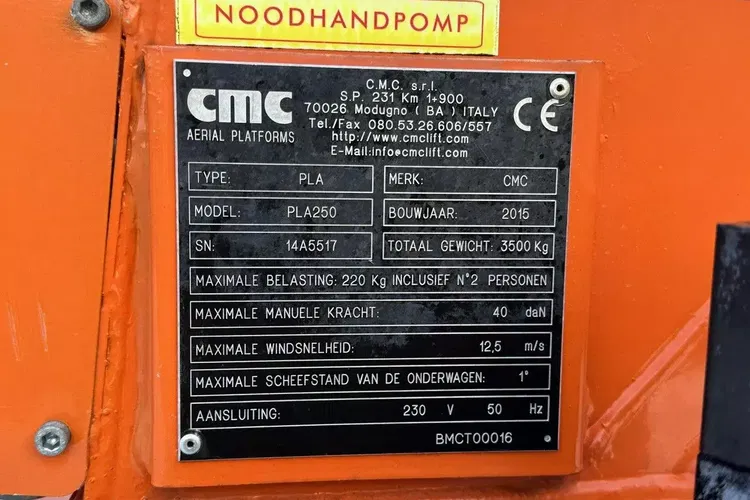 NOODHANDPOMP
cmc
AERIAL PLATFORMS
C.M.C. s.r.l.
S.P. 231 Km 1+900
70026 Modugno ( BA ) ITALY
Tel./Fax 080.53.26.606/557
http://www.cmclift.com
E-Mail:info@cmclift.com
CE
TYPE: PLA
MERK: CMC
MODEL: PLA250
BOUWJAAR: 2015
SN: 14A5517
TOTAAL GEWICHT: 3500 Kg
MAXIMALE BELASTING: 220 Kg INCLUSIEF N°2 PERSONEN
MAXIMALE MANUELE KRACHT: 40 daN
MAXIMALE WINDSNELHEID: 12,5 m/s
MAXIMALE SCHEEFSTAND VAN DE ONDERWAGEN: 1°
AANSLUITING: 230 V 50 Hz
BMCT00016